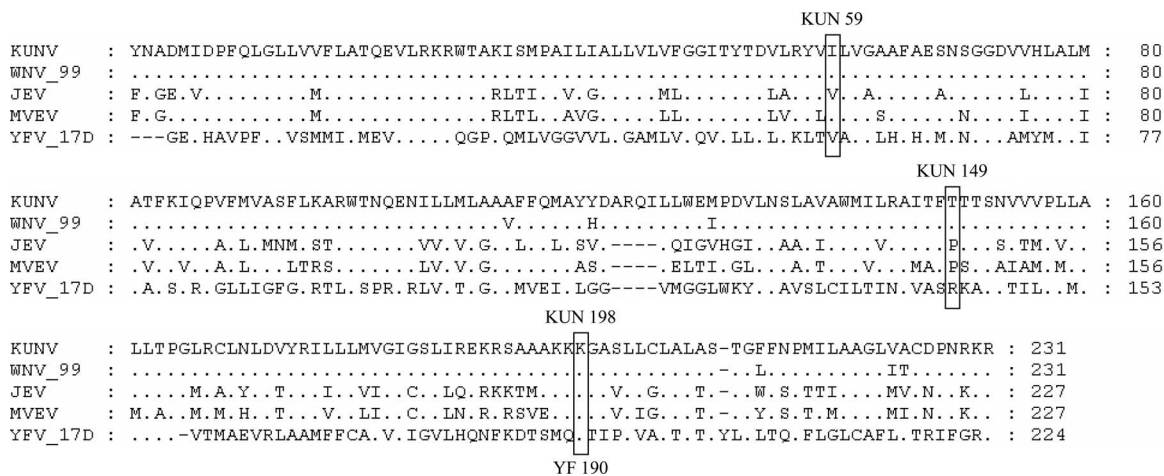 KUN 59
KUNV : YNADMIDPFQLGLLVVFLATQEVLRKRWTAKISMPAILIALLVLVFGGITYTDVLRYVILVGAAFAESNSGGDVVHLALM : 80
WNV_99 : ................................................................................ : 80
JEV : F.GE.V.........M................RLTI..V.G.....ML.......LA...V..A.....A......L...I : 80
MVEV : F.G............M................RLTL..AVG.....LL.......LV..L....S......N....I...I : 80
YFV_17D : ---GE.HAVPF..VSMMI.MEV.....QGP.QMLVGGVVL.GAMLV.QV.LL.L.KLTVA..LH.H.M.N...AMYM..I : 77
KUN 149
KUNV : ATFKIQPVFMVASFLKARWTNQENILLMLAAAFFQMAYYDARQILLWEMPDVLNSLAVAWMILRAITFTTTSNVVVPLLA : 160
WNV_99 : ................................V......H........I............................... : 160
JEV : .V.....A.L.MNM.ST......VV.V.G...L..L.SV.----.QIGVHGI..AA.I....V.....P...S.TM.V.. : 156
MVEV : .V..V..A.L..LTRS.......LV.V.G.......AS..----.ELTI.GL..A.T...V...MA.PS..AIAM.M.. : 156
YFV_17D : .A.S.R.GLLIGFG.RTL.SPR.RLV.T.G...MVEI.LGG----VMGGLWKY..AVSLCILTIN.VASRKA..TIL..M. : 153
KUN 198
KUNV : LLTPGLRCLNLDVYRILLLMVGIGSLIREKRSAAAKKKGASLLCLALAS-TGFFNPMILAAGLVACDPNRKR : 231
WNV_99 : .................................................-..L.........IT........ : 231
JEV : .....M.A.Y..T...I..VI..C..LQ.RKKTM.......V..G...T-..W.S.TTI....MV.N..K. : 227
MVEV : M.A..M.M.H..T...V..LI..C..LN.R.RSVE......V.IG...T-..Y.S.T.M....MI.N..K. : 227
YFV_17D : ....-VTMAEVRLAAMFFCA.V.IGVLHQNFKDTSMQ.TIP.VA.T.T.YL.LTQ.FLGLCAFL.TRIFGR. : 224
YF 190